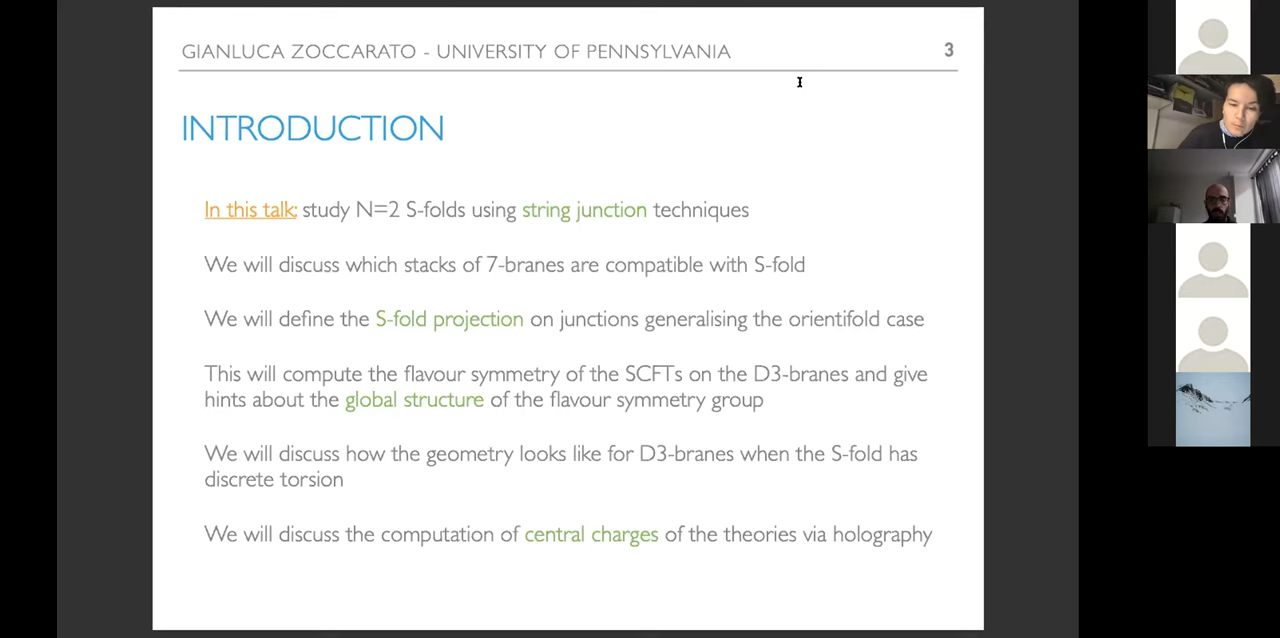 GIANLUCA ZOCCARATO - UNIVERSITY OF PENNSYLVANIA 3
INTRODUCTION
In this talk: study N=2 S-folds using string junction techniques
We will discuss which stacks of 7-branes are compatible with S-fold
We will define the S-fold projection on junctions generalising the orientifold case
This will compute the flavour symmetry of the SCFTs on the D3-branes and give
hints about the global structure of the flavour symmetry group
We will discuss how the geometry looks like for D3-branes when the S-fold has
discrete torsion
We will discuss the computation of central charges of the theories via holography